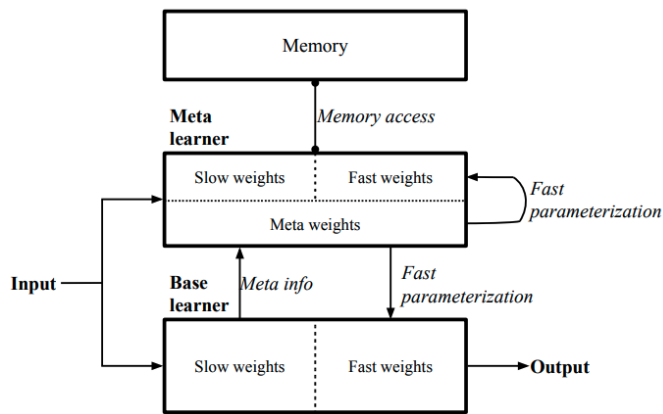 Memory
Meta
learner
Memory access
Slow weights
Fast weights
Fast
parameterization
Meta weights
Input
Base
learner
Meta info
Fast
parameterization
Slow weights
Fast weights
Output